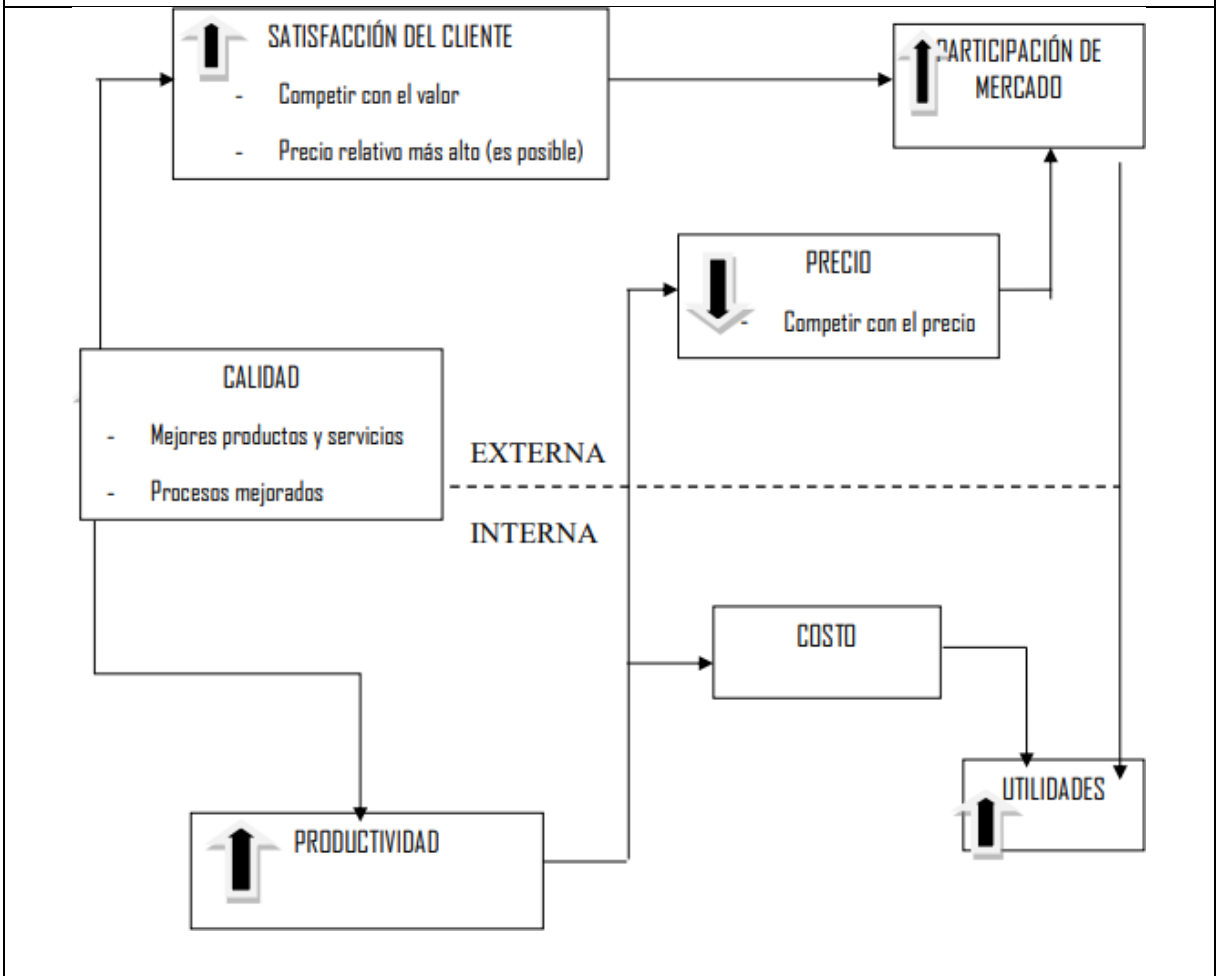 SATISFACCIÓN DEL CLIENTE
- Competir con el valor
- Precio relativo más alto (es posible)
PARTICIPACIÓN DE
MERCADO
PRECIO
- Competir con el precio
CALIDAD
- Mejores productos y servicios
- Procesos mejorados
EXTERNA
INTERNA
COSTO
UTILIDADES
PRODUCTIVIDAD